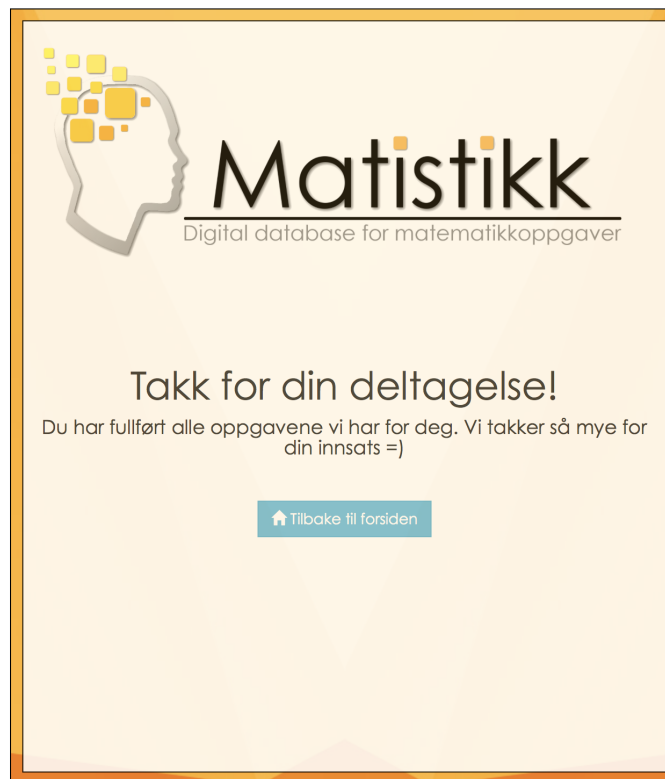 Matistikk
Digital database for matematikkoppgaver
Takk for din deltagelse!
Du har fullført alle oppgavene vi har for deg. Vi takker så mye for
din innsats =)
Tilbake til forsiden